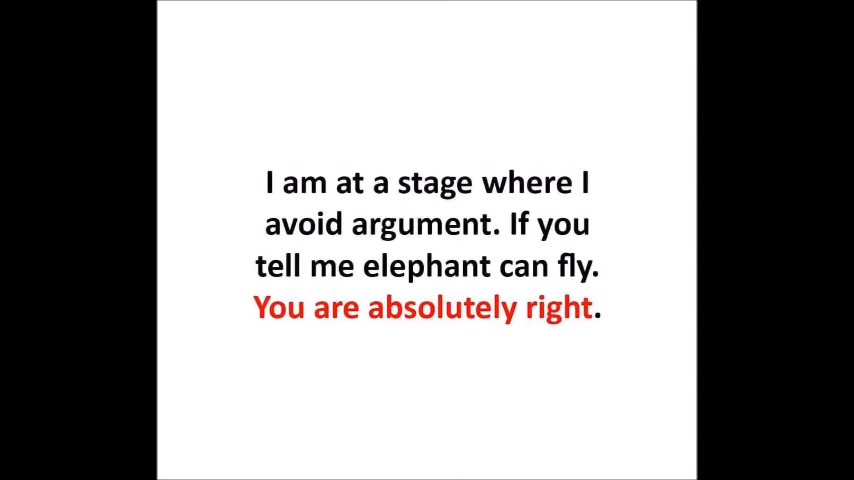 I am at a stage where I
avoid argument. If you
tell me elephant can fly.
You are absolutely right.